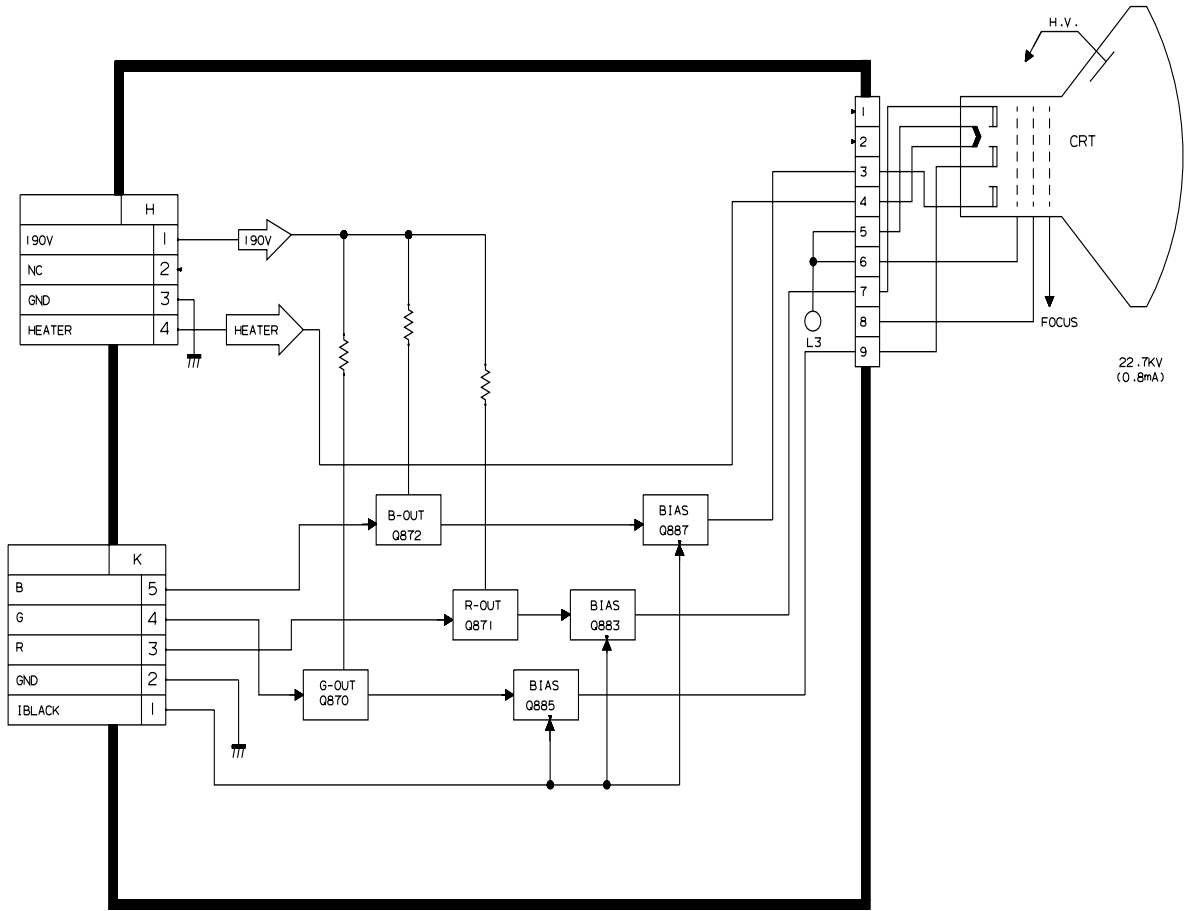 H.V.
CRT
FOCUS
22.7KV
(0.8mA)
1
2
3
4
5
6
7
8
9
L3
H
190V 1
NC 2
GND 3
HEATER 4
190V
HEATER
B-OUT
Q872
BIAS
Q887
R-OUT
Q871
BIAS
Q883
G-OUT
Q870
BIAS
Q885
K
B 5
G 4
R 3
GND 2
IBLACK 1